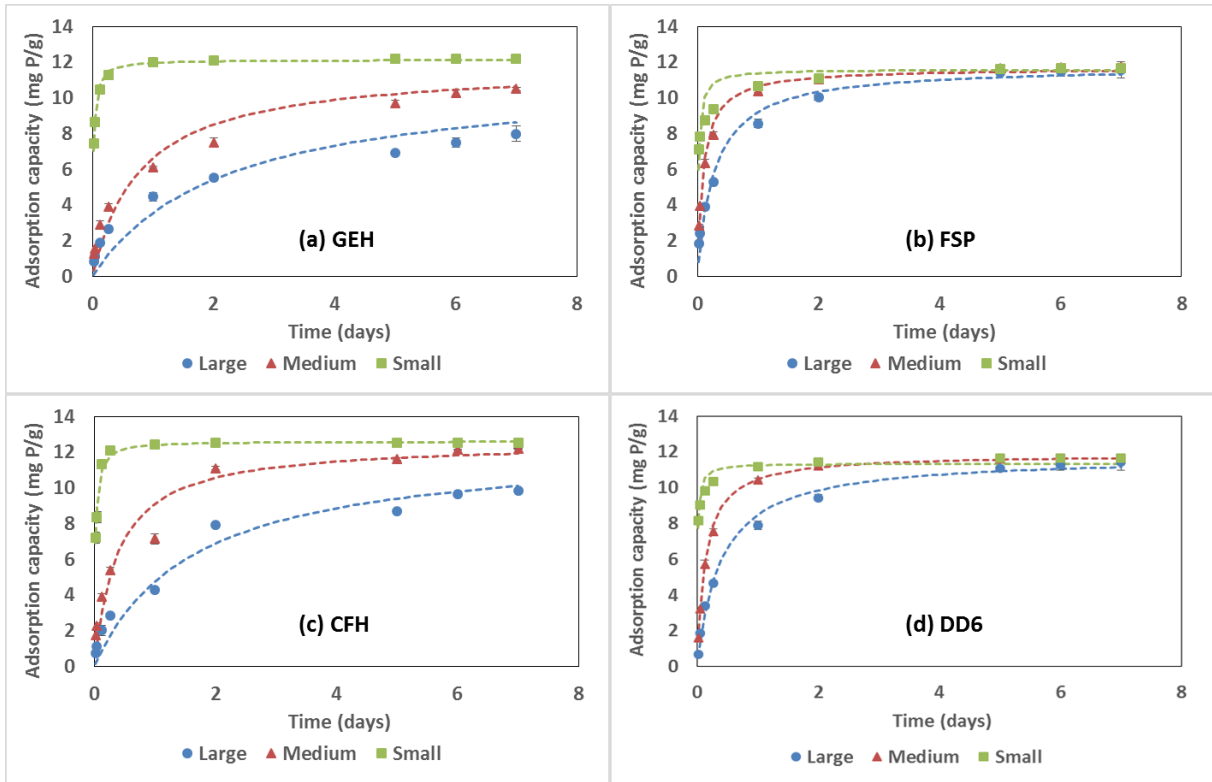 Adsorption capacity (mg P/g)
14
12
10
8
6
4
2
0
(a) GEH
0 2 4 6 8
Time (days)
Large Medium Small
Adsorption capacity (mg P/g)
14
12
10
8
6
4
2
0
(b) FSP
0 2 4 6 8
Time (days)
Large Medium Small
Adsorption capacity (mg P/g)
14
12
10
8
6
4
2
0
(c) CFH
0 2 4 6 8
Time (days)
Large Medium Small
Adsorption capacity (mg P/g)
14
12
10
8
6
4
2
0
(d) DD6
0 2 4 6 8
Time (days)
Large Medium Small